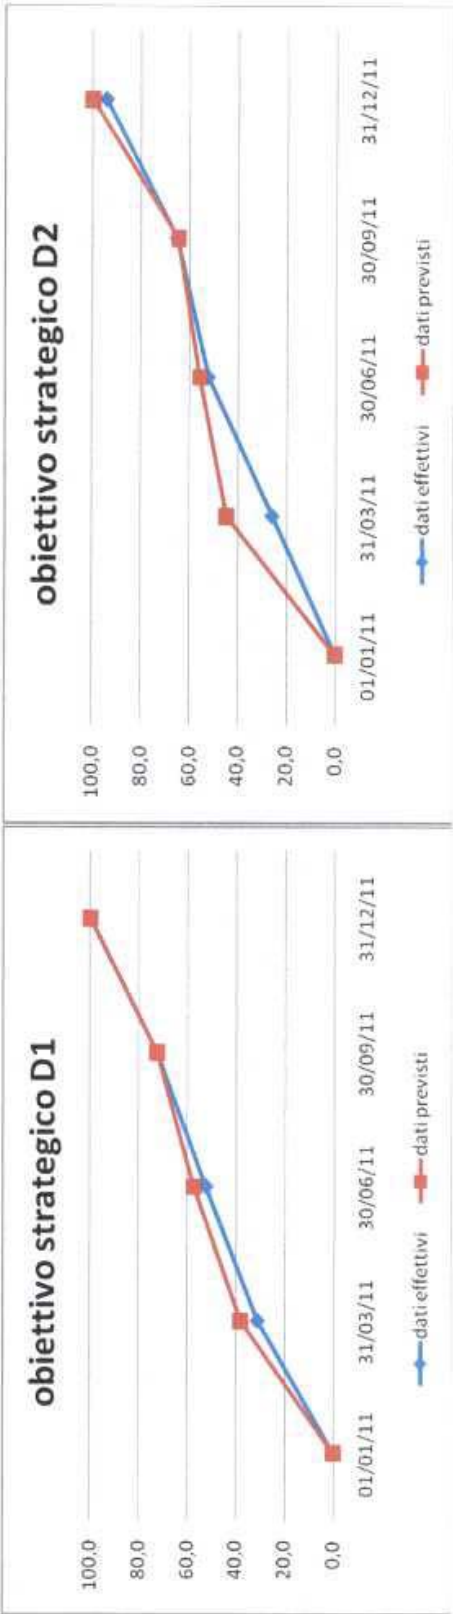 obiettivo strategico D1
100,0
80,0
60,0
40,0
20,0
0,0
01/01/11 31/03/11 30/06/11 30/09/11 31/12/11
dati effettivi dati previsti
obiettivo strategico D2
100,0
80,0
60,0
40,0
20,0
0,0
01/01/11 31/03/11 30/06/11 30/09/11 31/12/11
dati effettivi dati previsti